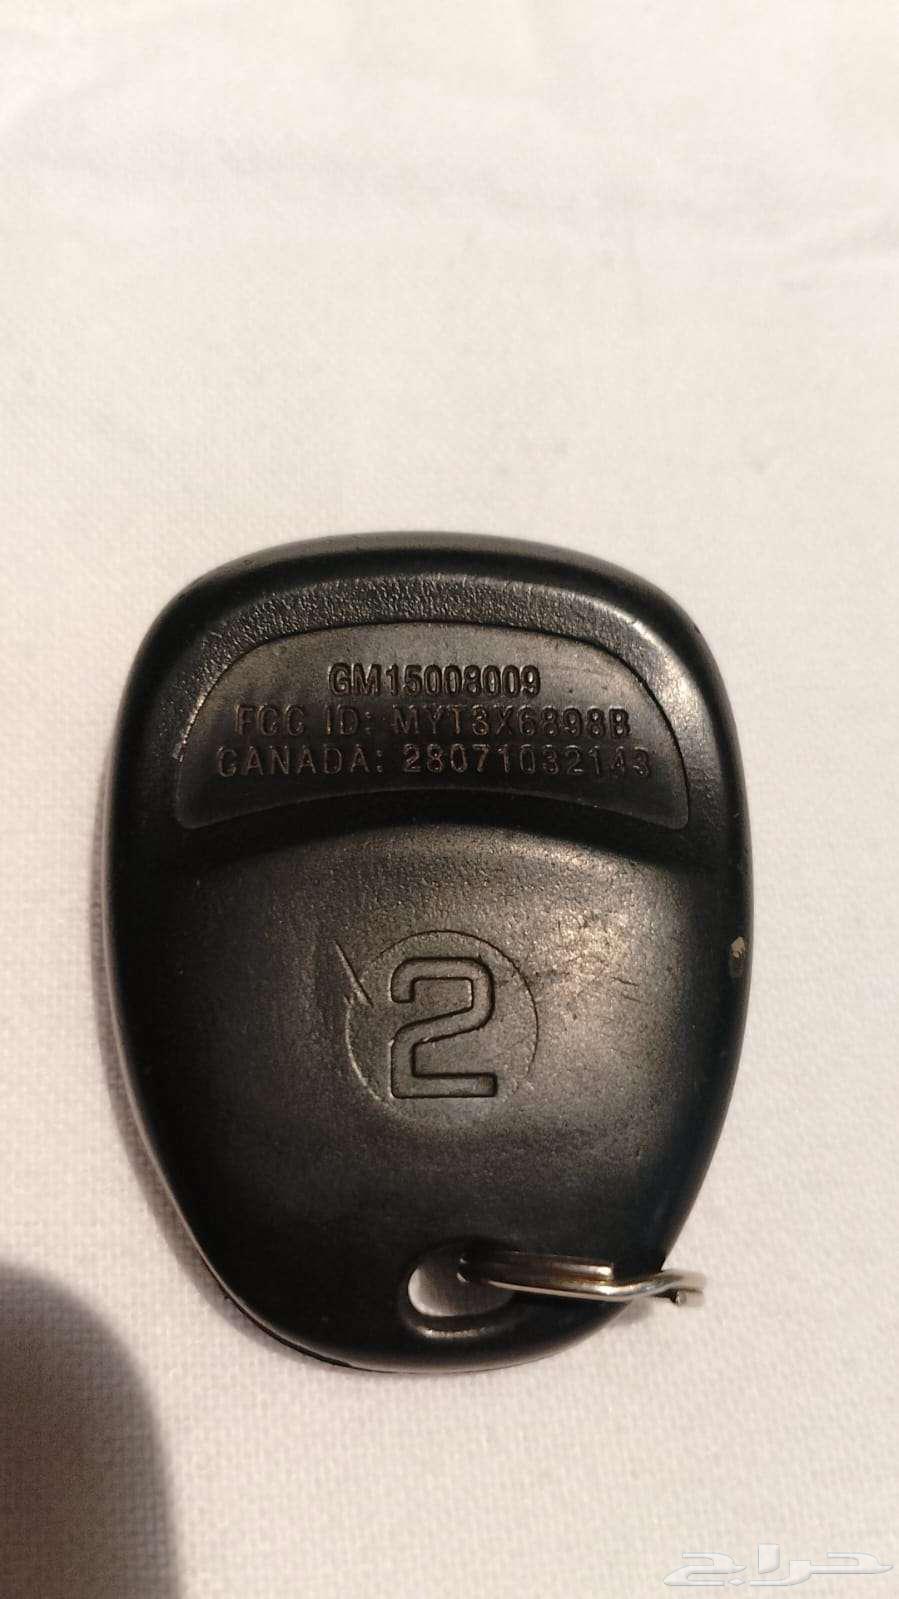 GM15008009
FCC ID: MYT3X6898B
CANADA: 28071032143
2
حراج